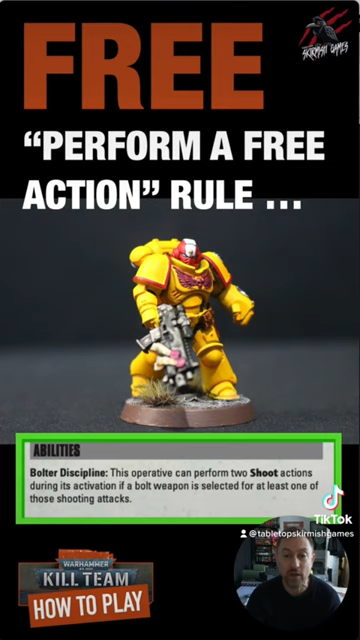 FREE
SKIRMISH GAMES
“PERFORM A FREE
ACTION” RULE ...
ABILITIES
Bolter Discipline: This operative can perform two Shoot actions
during its activation if a bolt weapon is selected for at least one of
those shooting attacks.
TikTok
@tabletopskirmishgames
WARHAMMER
KILL TEAM
HOW TO PLAY